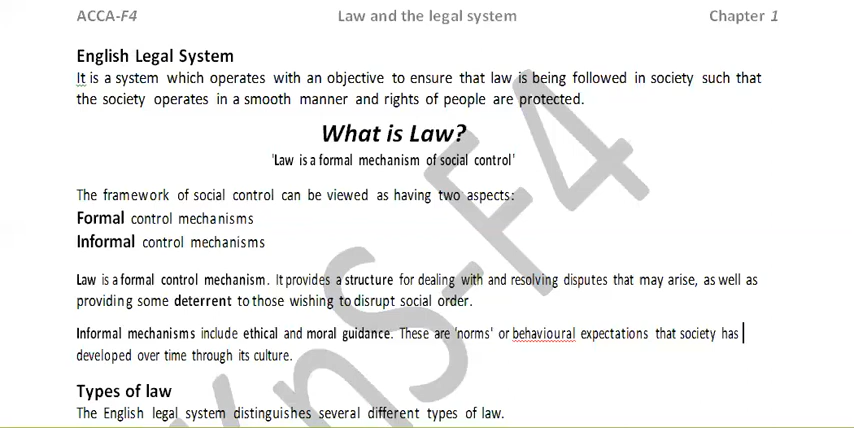 ACCA-F4 Law and the legal system Chapter 1
English Legal System
It is a system which operates with an objective to ensure that law is being followed in society such that
the society operates in a smooth manner and rights of people are protected.
What is Law?
'Law is a formal mechanism of social control'
The framework of social control can be viewed as having two aspects:
Formal control mechanisms
Informal control mechanisms
Law is a formal control mechanism. It provides a structure for dealing with and resolving disputes that may arise, as well as
providing some deterrent to those wishing to disrupt social order.
Informal mechanisms include ethical and moral guidance. These are 'norms' or behavioural expectations that society has
developed over time through its culture.
Types of law
The English legal system distinguishes several different types of law.
KnS-F4